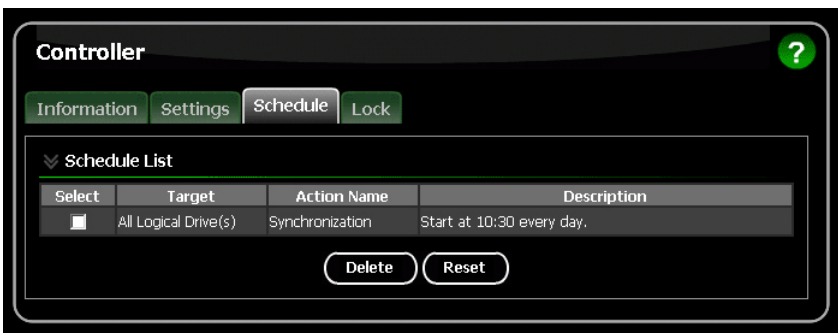 Controller
?
Information Settings Schedule Lock
Schedule List
Select Target Action Name Description
All Logical Drive(s) Synchronization Start at 10:30 every day.
Delete Reset